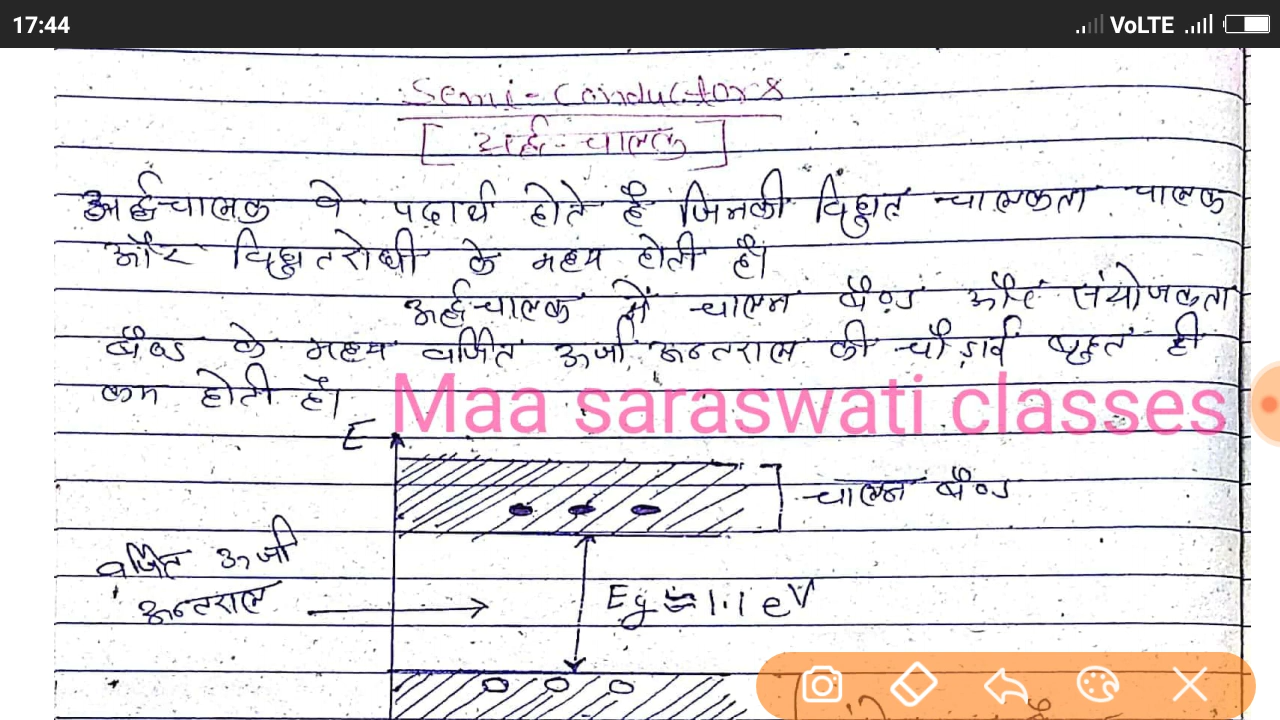 17:44
VoLTE
Semi-Conductors
[अर्द्ध-चालक]
अर्द्धचालक वे पदार्थ होते हैं जिनकी विद्युत चालकता चालक
और विद्युतरोधी के मध्य होती है।
अर्द्धचालक में चालन बैण्ड और संयोजकता
बैण्ड के मध्य वर्जित ऊर्जा अन्तराल की चौड़ाई बहुत ही
कम होती है।
Maa saraswati classes
E
चालन बैण्ड
वर्जित ऊर्जा
अन्तराल
Eg ≈ 1.1 eV